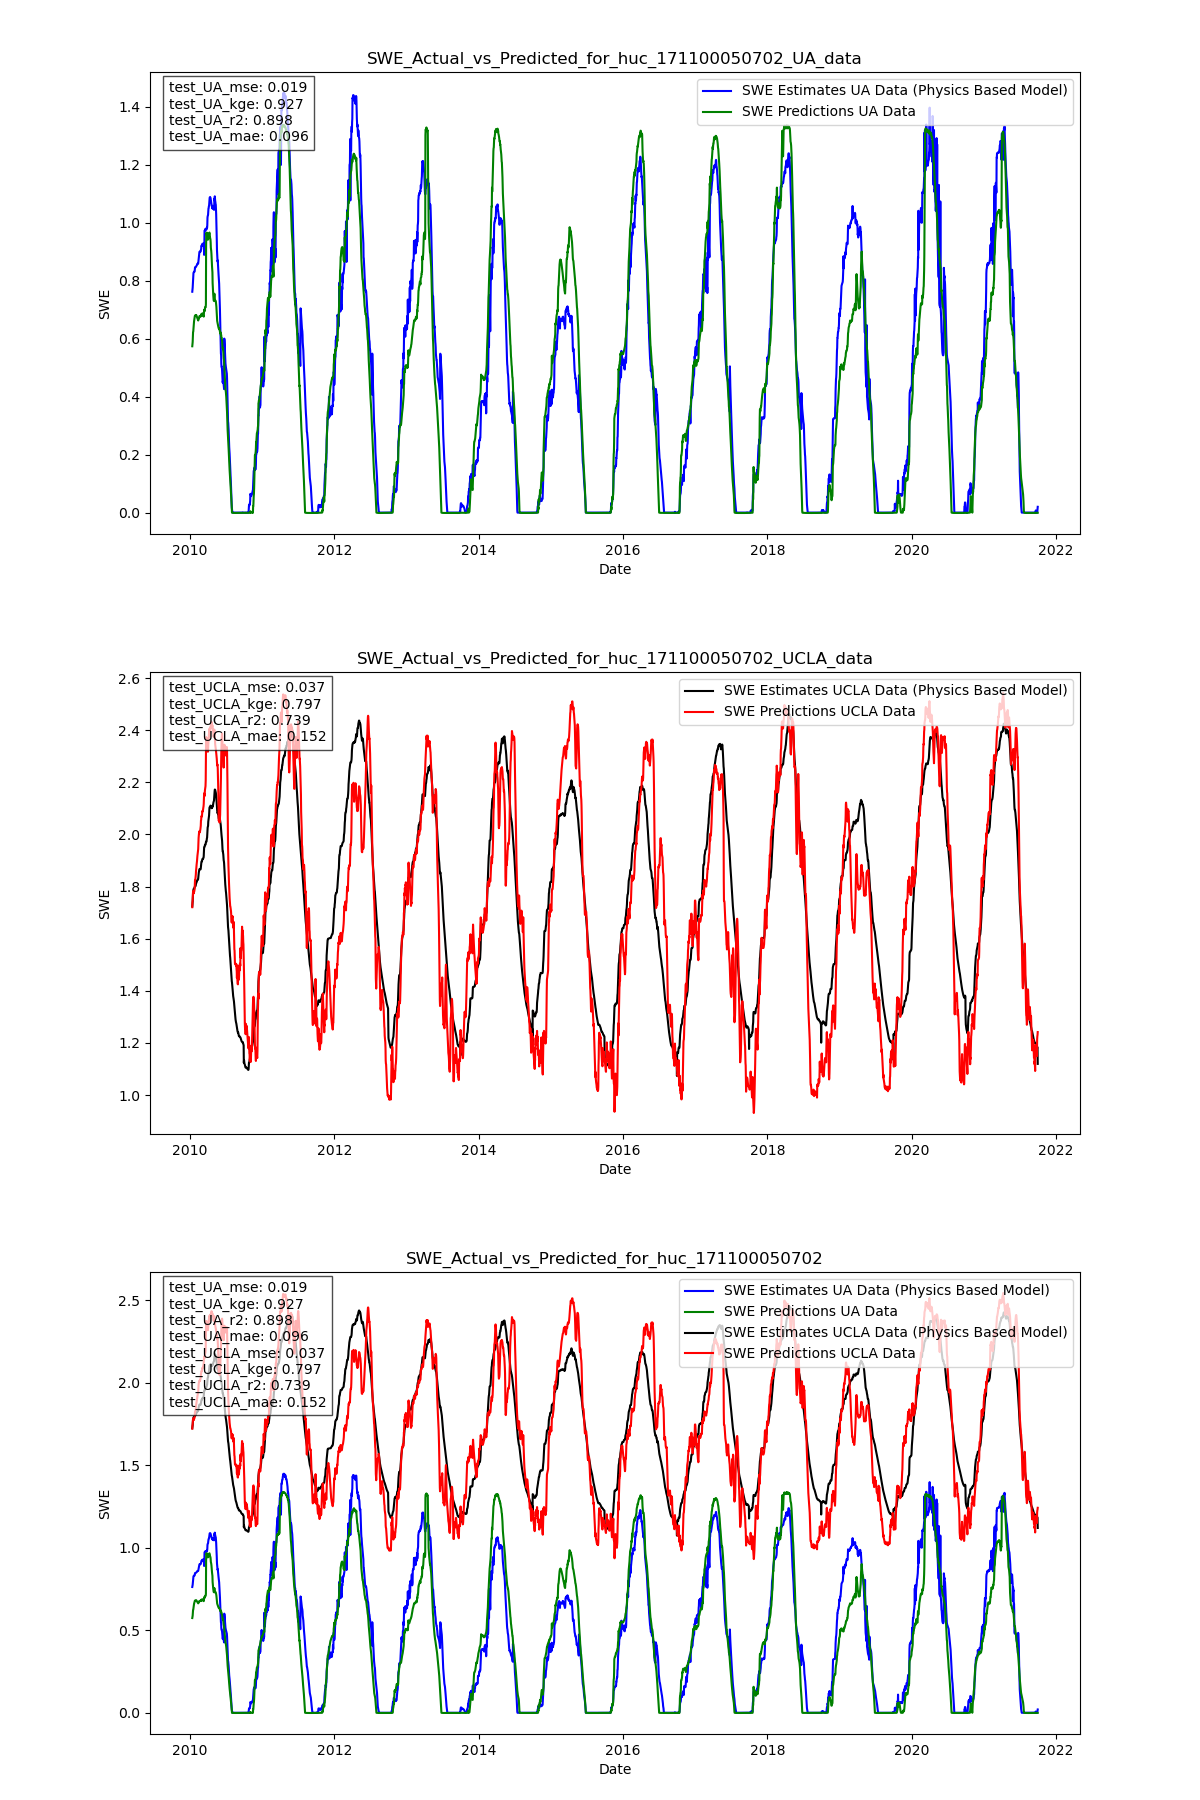 SWE_Actual_vs_Predicted_for_huc_171100050702_UA_data
test_UA_mse: 0.019
test_UA_kge: 0.927
test_UA_r2: 0.898
test_UA_mae: 0.096
SWE Estimates UA Data (Physics Based Model)
SWE Predictions UA Data
1.4
1.2
1.0
0.8
0.6
0.4
0.2
0.0
SWE
2010 2012 2014 2016 2018 2020 2022
Date
SWE_Actual_vs_Predicted_for_huc_171100050702_UCLA_data
test_UCLA_mse: 0.037
test_UCLA_kge: 0.797
test_UCLA_r2: 0.739
test_UCLA_mae: 0.152
SWE Estimates UCLA Data (Physics Based Model)
SWE Predictions UCLA Data
2.6
2.4
2.2
2.0
1.8
1.6
1.4
1.2
1.0
SWE
2010 2012 2014 2016 2018 2020 2022
Date
SWE_Actual_vs_Predicted_for_huc_171100050702
test_UA_mse: 0.019
test_UA_kge: 0.927
test_UA_r2: 0.898
test_UA_mae: 0.096
test_UCLA_mse: 0.037
test_UCLA_kge: 0.797
test_UCLA_r2: 0.739
test_UCLA_mae: 0.152
SWE Estimates UA Data (Physics Based Model)
SWE Predictions UA Data
SWE Estimates UCLA Data (Physics Based Model)
SWE Predictions UCLA Data
2.5
2.0
1.5
1.0
0.5
0.0
SWE
2010 2012 2014 2016 2018 2020 2022
Date